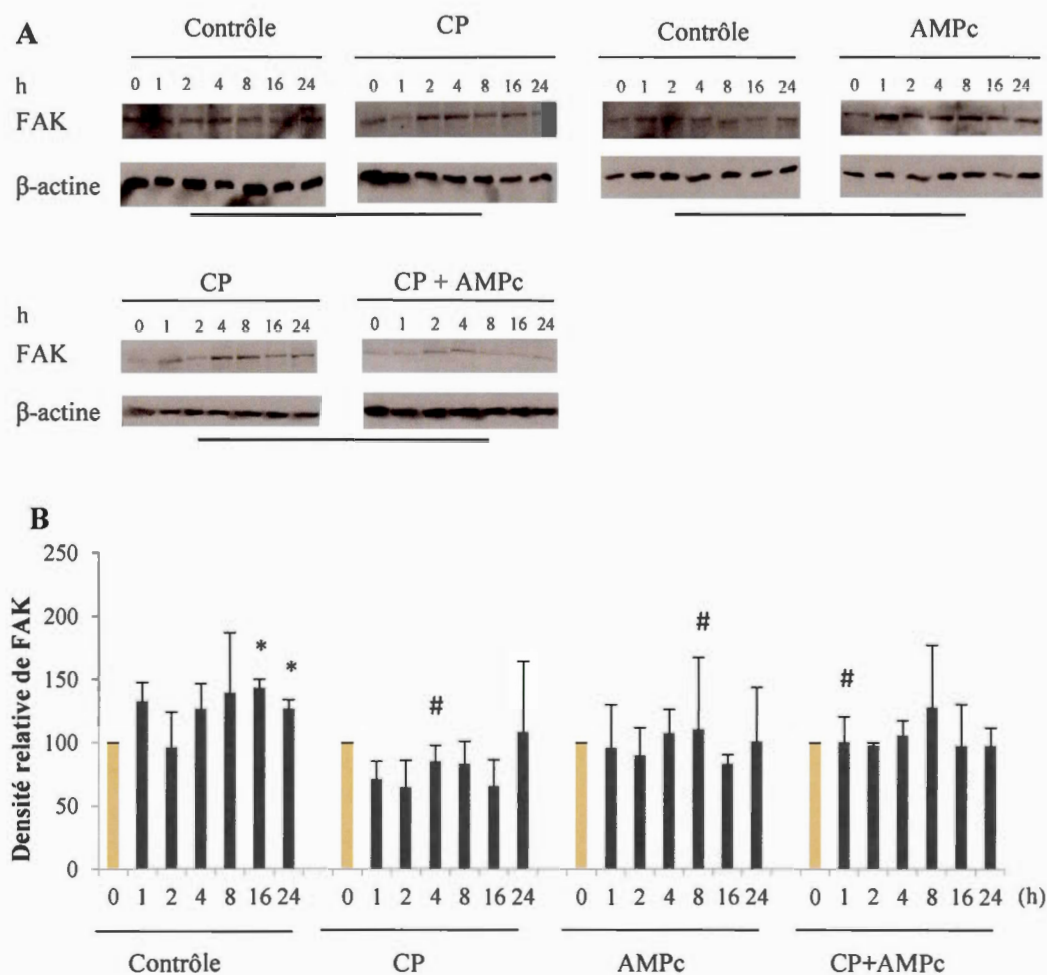 A
Contrôle CP Contrôle AMPc
h 0 1 2 4 8 16 24 0 1 2 4 8 16 24 0 1 2 4 8 16 24 0 1 2 4 8 16 24
FAK
β-actine
CP CP + AMPc
h 0 1 2 4 8 16 24 0 1 2 4 8 16 24
FAK
β-actine
B
Densité relative de FAK
250
200
150
100
50
0
* * # # #
0 1 2 4 8 16 24 0 1 2 4 8 16 24 0 1 2 4 8 16 24 0 1 2 4 8 16 24 (h)
Contrôle CP AMPc CP+AMPc